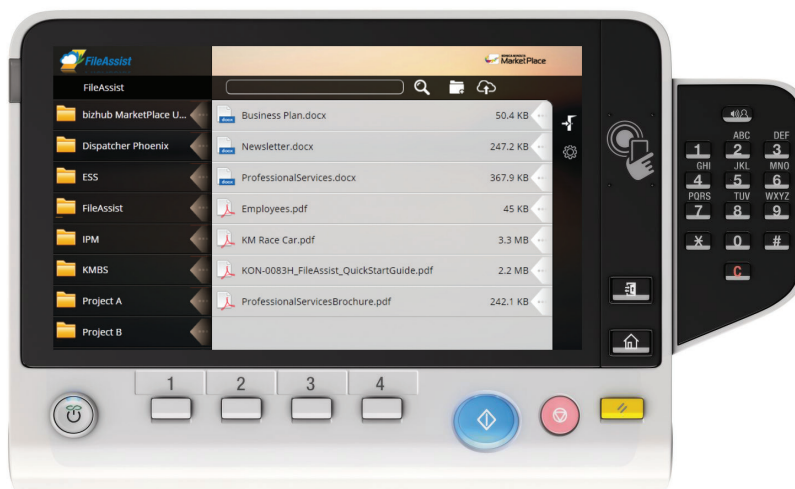 FileAssist
KONICA MINOLTA
MarketPlace
FileAssist
bizhub MarketPlace U...
Dispatcher Phoenix
ESS
FileAssist
IPM
KMBS
Project A
Project B
Business Plan.docx 50.4 KB
Newsletter.docx 247.2 KB
ProfessionalServices.docx 367.9 KB
Employees.pdf 45 KB
KM Race Car.pdf 3.3 MB
KON-0083H_FileAssist_QuickStartGuide.pdf 2.2 MB
ProfessionalServicesBrochure.pdf 242.1 KB
ABC DEF
1 2 3
GHI JKL MNO
4 5 6
PQRS TUV WXYZ
7 8 9
* 0 #
C
1 2 3 4